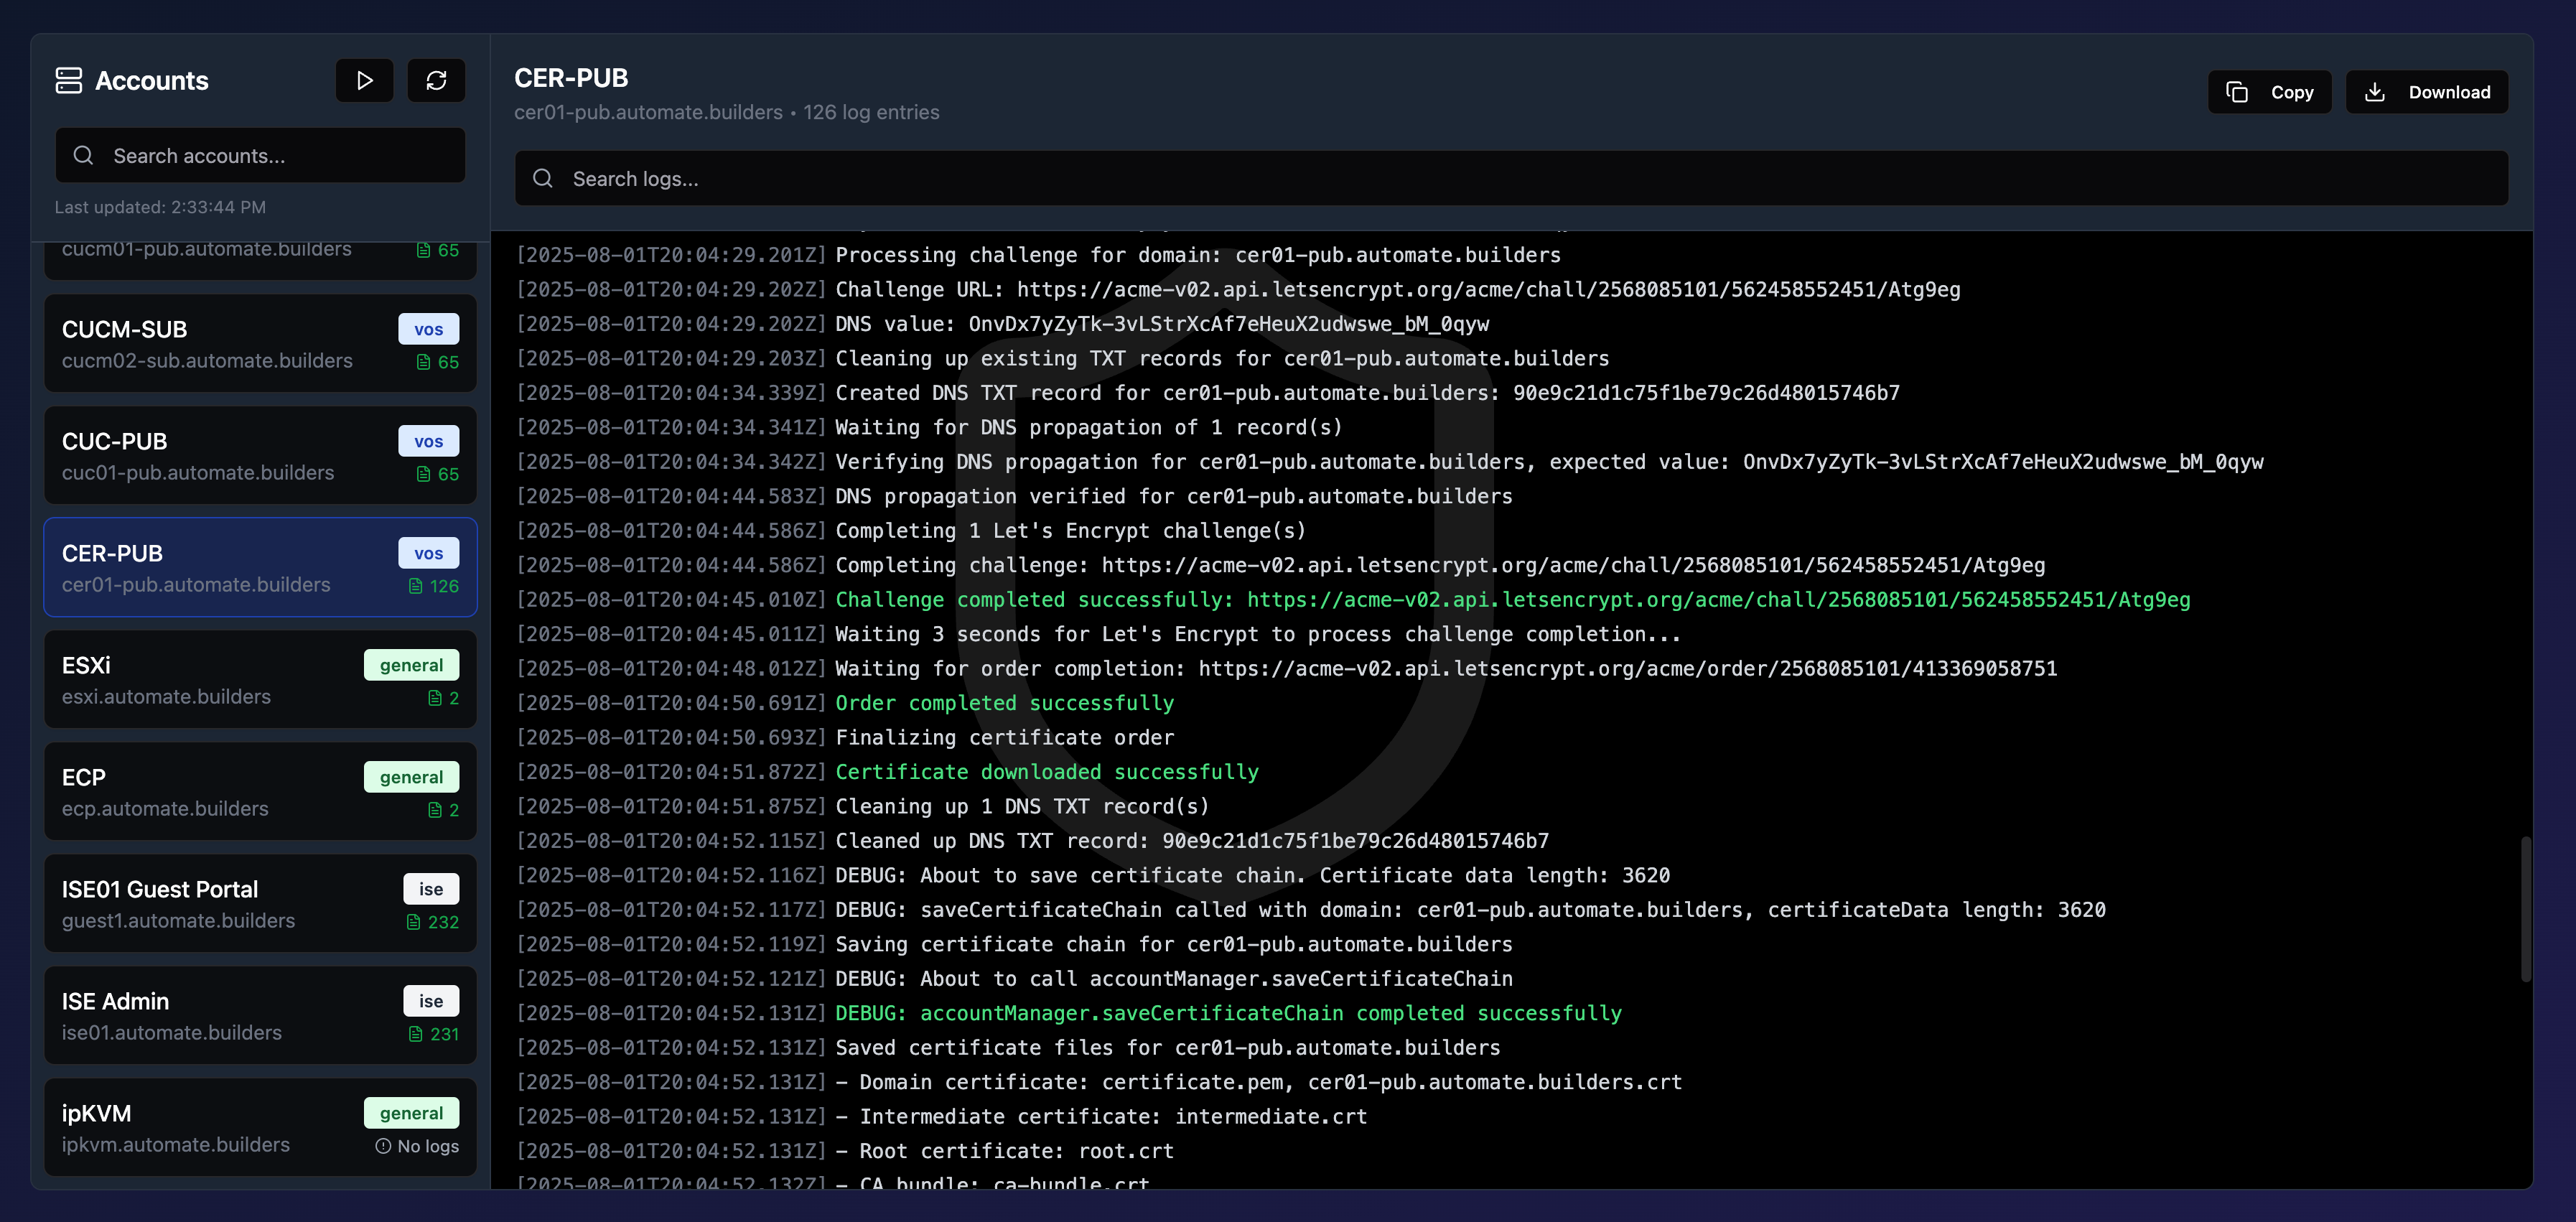 Accounts
Search accounts...
Last updated: 2:33:44 PM
cucm01-pub.automate.builders
65
CUCM-SUB
vos
cucm02-sub.automate.builders
65
CUC-PUB
vos
cuc01-pub.automate.builders
65
CER-PUB
vos
cer01-pub.automate.builders
126
ESXi
general
esxi.automate.builders
2
ECP
general
ecp.automate.builders
2
ISE01 Guest Portal
ise
guest1.automate.builders
232
ISE Admin
ise
ise01.automate.builders
231
ipKVM
general
ipkvm.automate.builders
No logs
CER-PUB
cer01-pub.automate.builders • 126 log entries
Copy
Download
Search logs...
[2025-08-01T20:04:29.201Z] Processing challenge for domain: cer01-pub.automate.builders
[2025-08-01T20:04:29.202Z] Challenge URL: https://acme-v02.api.letsencrypt.org/acme/chall/2568085101/562458552451/Atg9eg
[2025-08-01T20:04:29.202Z] DNS value: OnvDx7yZyTk-3vLStrXcAf7eHeuX2udwswe_bM_0qyw
[2025-08-01T20:04:29.203Z] Cleaning up existing TXT records for cer01-pub.automate.builders
[2025-08-01T20:04:34.339Z] Created DNS TXT record for cer01-pub.automate.builders: 90e9c21d1c75f1be79c26d48015746b7
[2025-08-01T20:04:34.341Z] Waiting for DNS propagation of 1 record(s)
[2025-08-01T20:04:34.342Z] Verifying DNS propagation for cer01-pub.automate.builders, expected value: OnvDx7yZyTk-3vLStrXcAf7eHeuX2udwswe_bM_0qyw
[2025-08-01T20:04:44.583Z] DNS propagation verified for cer01-pub.automate.builders
[2025-08-01T20:04:44.586Z] Completing 1 Let's Encrypt challenge(s)
[2025-08-01T20:04:44.586Z] Completing challenge: https://acme-v02.api.letsencrypt.org/acme/chall/2568085101/562458552451/Atg9eg
[2025-08-01T20:04:45.010Z] Challenge completed successfully: https://acme-v02.api.letsencrypt.org/acme/chall/2568085101/562458552451/Atg9eg
[2025-08-01T20:04:45.011Z] Waiting 3 seconds for Let's Encrypt to process challenge completion...
[2025-08-01T20:04:48.012Z] Waiting for order completion: https://acme-v02.api.letsencrypt.org/acme/order/2568085101/413369058751
[2025-08-01T20:04:50.691Z] Order completed successfully
[2025-08-01T20:04:50.693Z] Finalizing certificate order
[2025-08-01T20:04:51.872Z] Certificate downloaded successfully
[2025-08-01T20:04:51.875Z] Cleaning up 1 DNS TXT record(s)
[2025-08-01T20:04:52.115Z] Cleaned up DNS TXT record: 90e9c21d1c75f1be79c26d48015746b7
[2025-08-01T20:04:52.116Z] DEBUG: About to save certificate chain. Certificate data length: 3620
[2025-08-01T20:04:52.117Z] DEBUG: saveCertificateChain called with domain: cer01-pub.automate.builders, certificateData length: 3620
[2025-08-01T20:04:52.119Z] Saving certificate chain for cer01-pub.automate.builders
[2025-08-01T20:04:52.121Z] DEBUG: About to call accountManager.saveCertificateChain
[2025-08-01T20:04:52.131Z] DEBUG: accountManager.saveCertificateChain completed successfully
[2025-08-01T20:04:52.131Z] Saved certificate files for cer01-pub.automate.builders
[2025-08-01T20:04:52.131Z] - Domain certificate: certificate.pem, cer01-pub.automate.builders.crt
[2025-08-01T20:04:52.131Z] - Intermediate certificate: intermediate.crt
[2025-08-01T20:04:52.131Z] - Root certificate: root.crt
[2025-08-01T20:04:52.132Z] - CA bundle: ca-bundle.crt